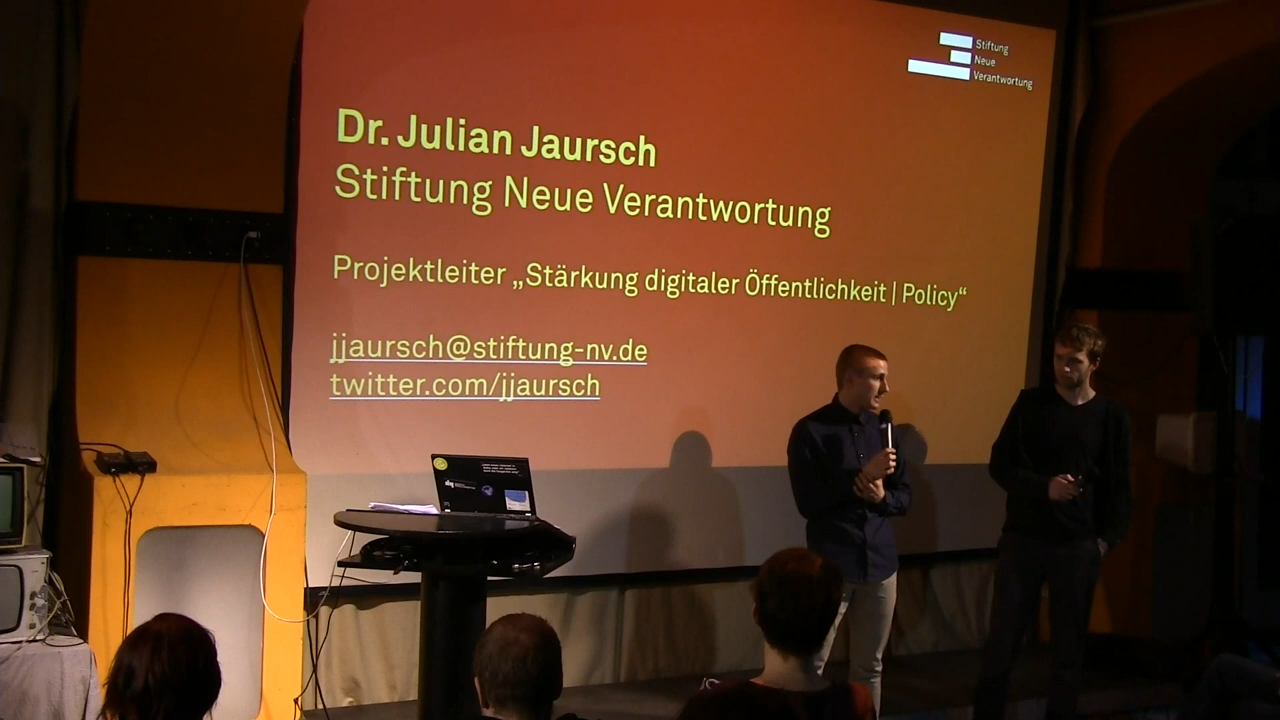 Stiftung
Neue
Verantwortung
Dr. Julian Jaursch
Stiftung Neue Verantwortung
Projektleiter „Stärkung digitaler Öffentlichkeit | Policy“
jjaursch@stiftung-nv.de
twitter.com/jjaursch